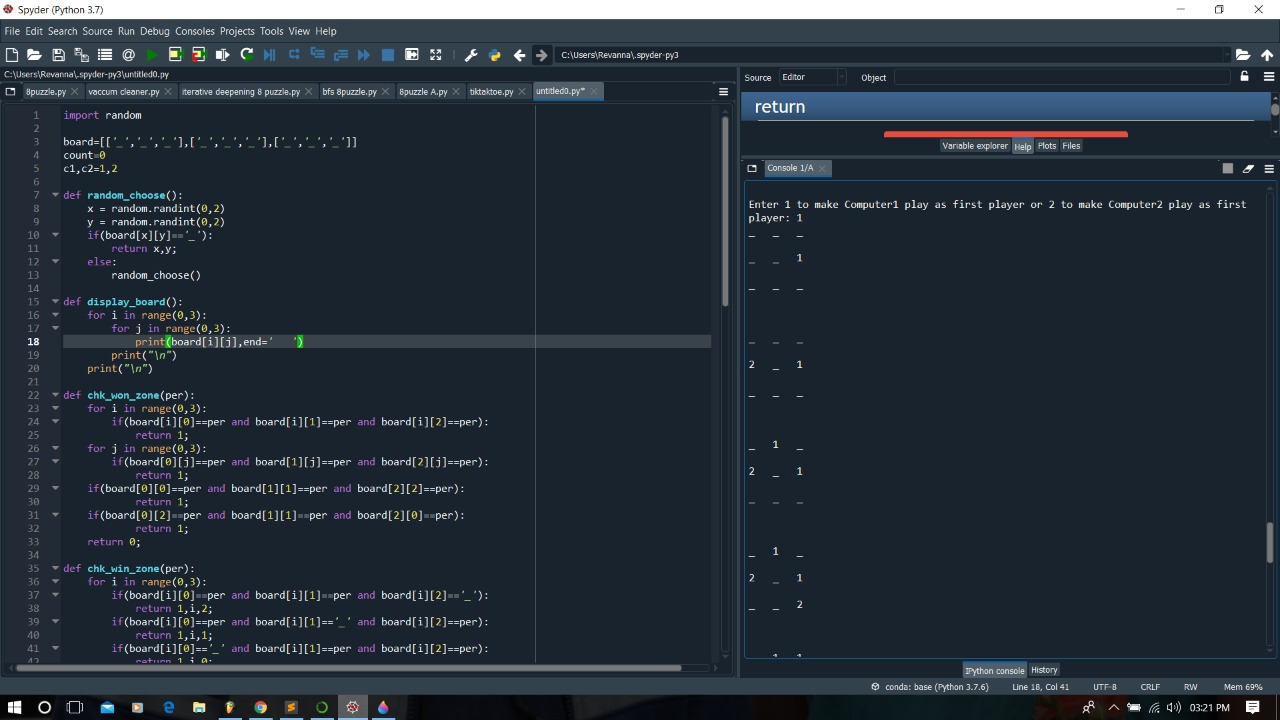 Spyder (Python 3.7)
File Edit Search Source Run Debug Consoles Projects Tools View Help
C:\Users\Revanna\.spyder-py3
C:\Users\Revanna\.spyder-py3\untitled0.py
8puzzle.py vaccum cleaner.py iterative deepening 8 puzzle.py bfs 8puzzle.py 8puzzle A.py tiktaktoe.py untitled0.py*
1 import random
2
3 board=[['_','_','_'],['_','_','_'],['_','_','_']]
4 count=0
5 c1,c2=1,2
6
7 def random_choose():
8 x = random.randint(0,2)
9 y = random.randint(0,2)
10 if(board[x][y]=='_'):
11 return x,y;
12 else:
13 random_choose()
14
15 def display_board():
16 for i in range(0,3):
17 for j in range(0,3):
18 print(board[i][j],end='   ')
19 print("\n")
20 print("\n")
21
22 def chk_won_zone(per):
23 for i in range(0,3):
24 if(board[i][0]==per and board[i][1]==per and board[i][2]==per):
25 return 1;
26 for j in range(0,3):
27 if(board[0][j]==per and board[1][j]==per and board[2][j]==per):
28 return 1;
29 if(board[0][0]==per and board[1][1]==per and board[2][2]==per):
30 return 1;
31 if(board[0][2]==per and board[1][1]==per and board[2][0]==per):
32 return 1;
33 return 0;
34
35 def chk_win_zone(per):
36 for i in range(0,3):
37 if(board[i][0]==per and board[i][1]==per and board[i][2]=='_'):
38 return 1,i,2;
39 if(board[i][0]==per and board[i][1]=='_' and board[i][2]==per):
40 return 1,i,1;
41 if(board[i][0]=='_' and board[i][1]==per and board[i][2]==per):
42 return 1,i,0;
Source Editor Object
return
Variable explorer Help Plots Files
Console 1/A
Enter 1 to make Computer1 play as first player or 2 to make Computer2 play as first
player: 1
_ _ _
_ _ 1
_ _ _
_ _ _
2 _ 1
_ _ _
_ 1 _
2 _ 1
_ _ _
_ 1 _
2 _ 1
_ _ 2
_ 1 1
IPython console History
conda: base (Python 3.7.6) Line 18, Col 41 UTF-8 CRLF RW Mem 69%
03:21 PM